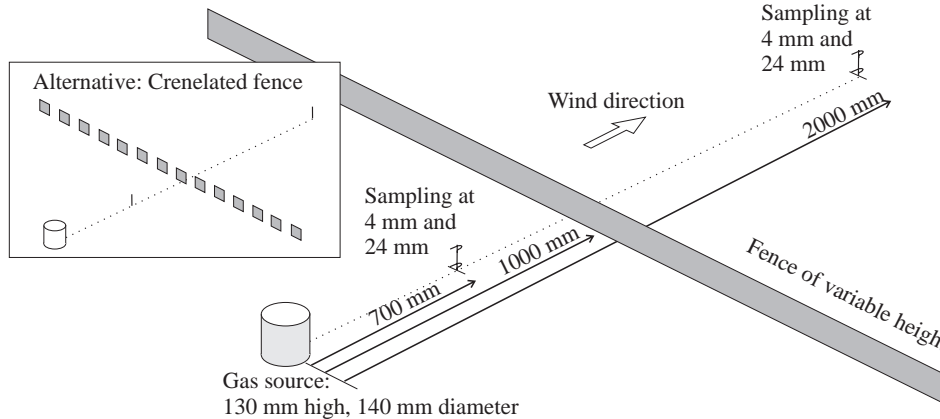 Sampling at
4 mm and
24 mm
Alternative: Crenelated fence
Wind direction
2000 mm
Sampling at
4 mm and
24 mm
1000 mm
700 mm
Fence of variable height
Gas source:
130 mm high, 140 mm diameter